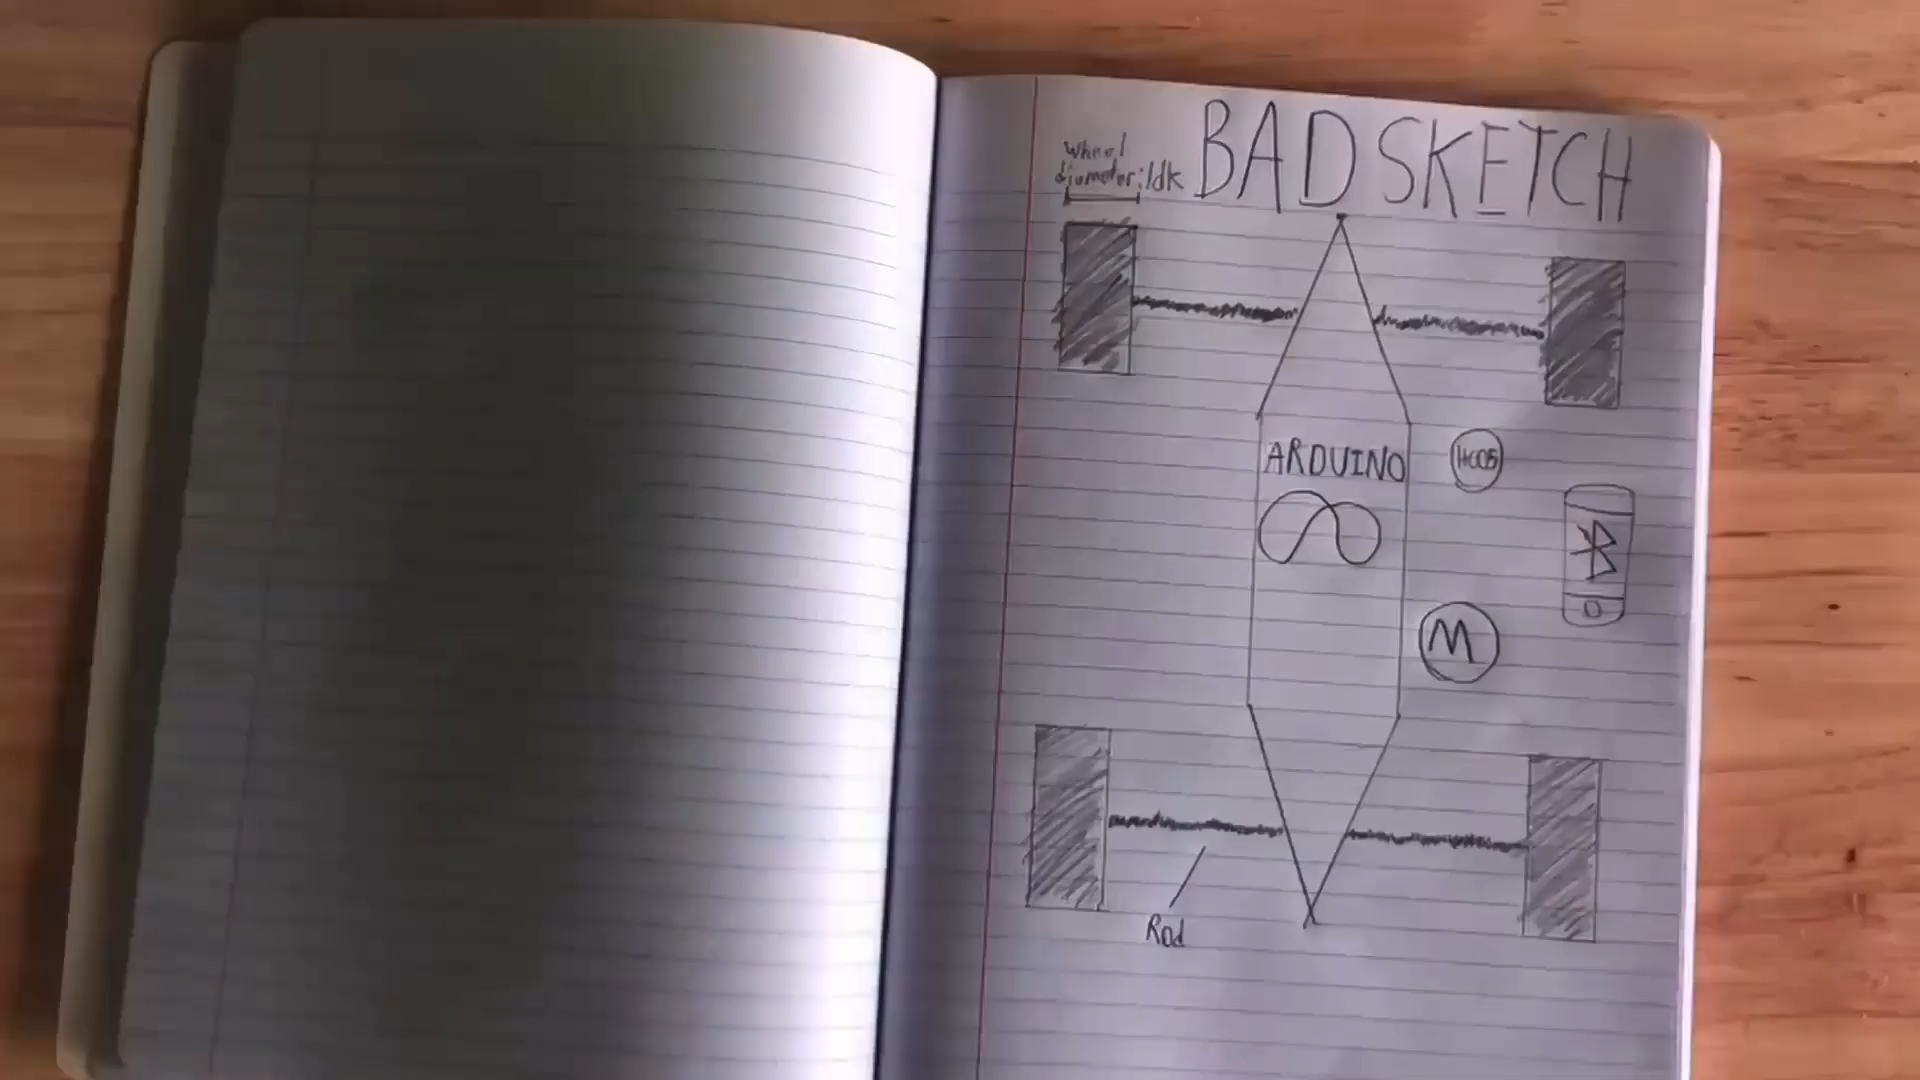 BAD SKETCH
wheel
diameter: Idk
ARDUINO
HC05
M
Rod